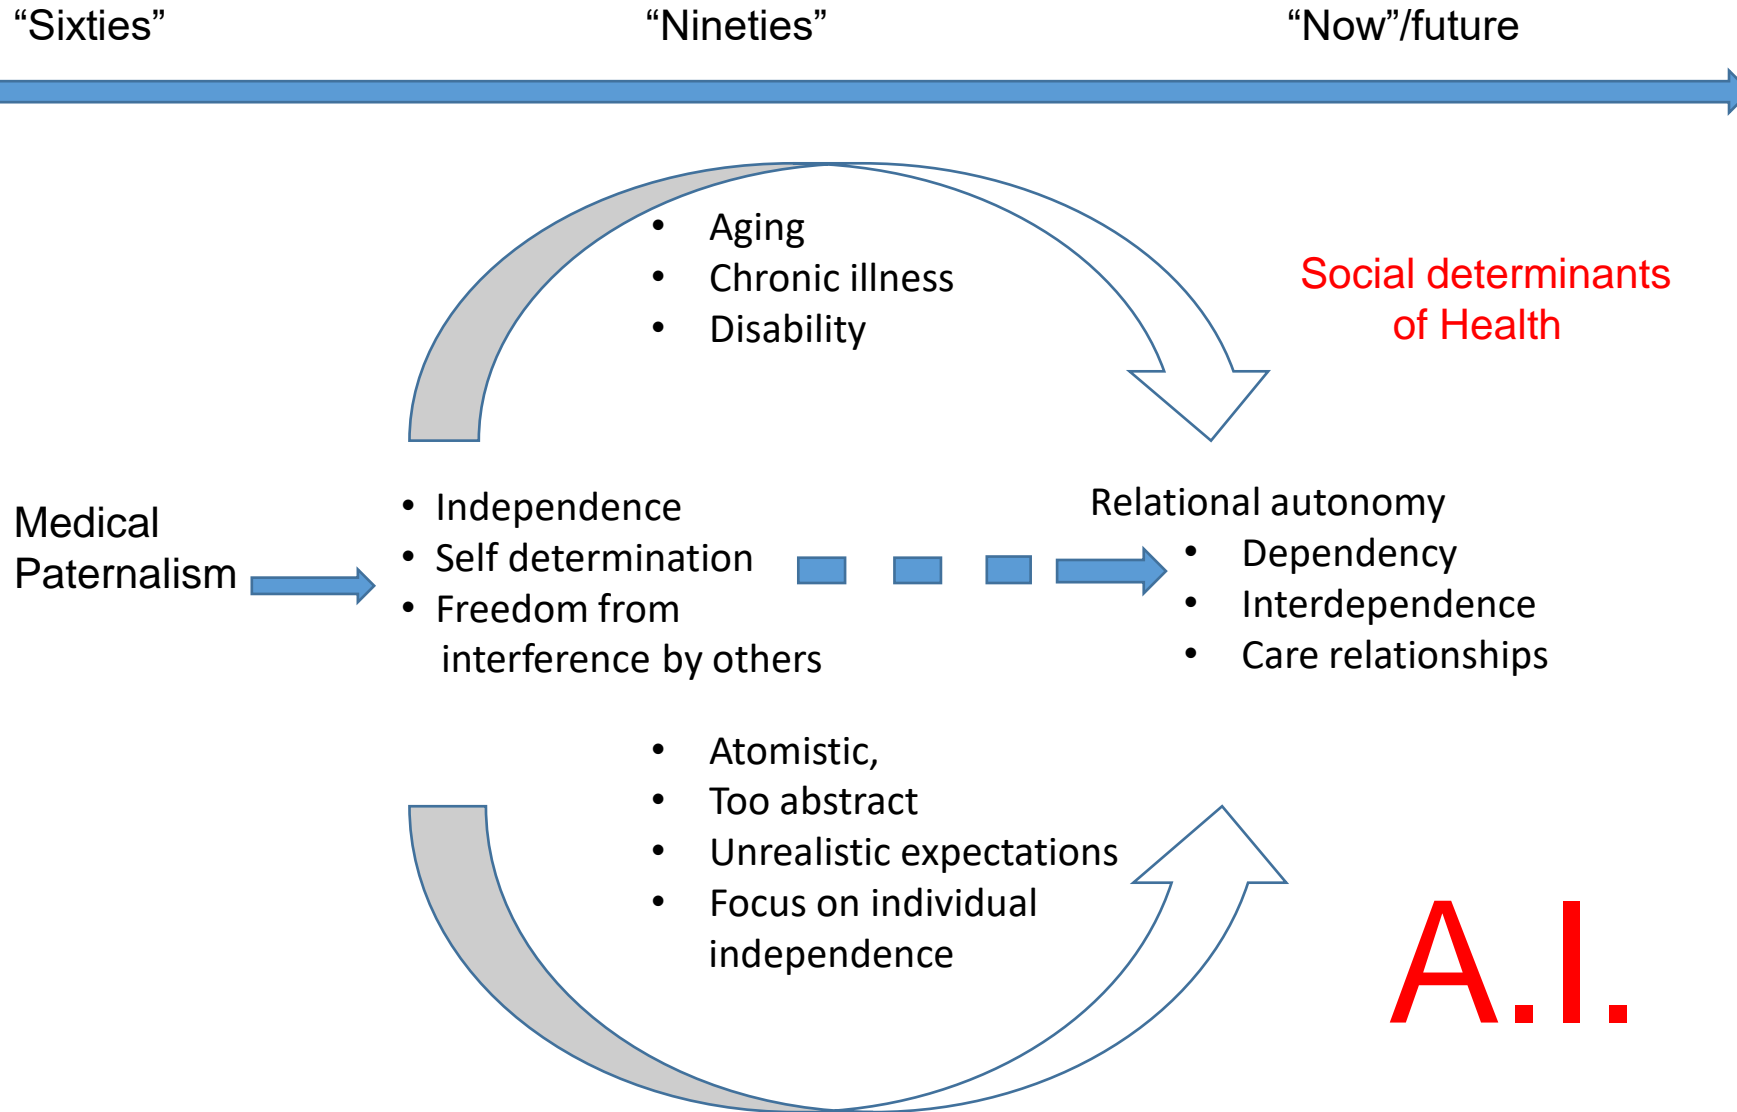 “Sixties”
“Nineties”
“Now”/future
• Aging
• Chronic illness
• Disability
Social determinants
of Health
Medical
Paternalism
• Independence
• Self determination
• Freedom from
interference by others
Relational autonomy
• Dependency
• Interdependence
• Care relationships
• Atomistic,
• Too abstract
• Unrealistic expectations
• Focus on individual
independence
A.I.